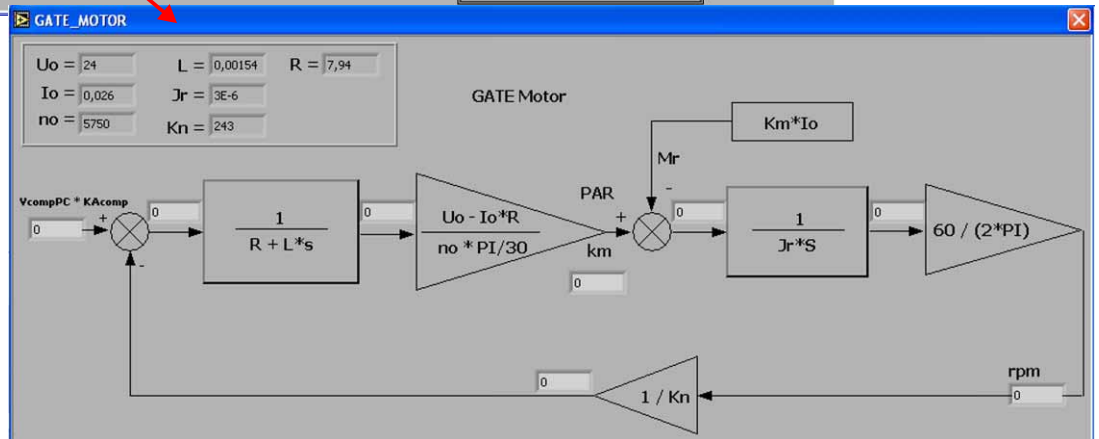 GATE_MOTOR
Uo = 24 L = 0,00154 R = 7,94
Io = 0,026 Jr = 3E-6
no = 5750 Kn = 243
GATE Motor
Km*Io
Mr
VcompPC * KAcomp
PAR
+ 0 0 + - 0 0
0
1
R + L*s
Uo - Io*R
no * PI/30
1
Jr*S
60 / (2*PI)
km
-
0
rpm
0
1 / Kn
0